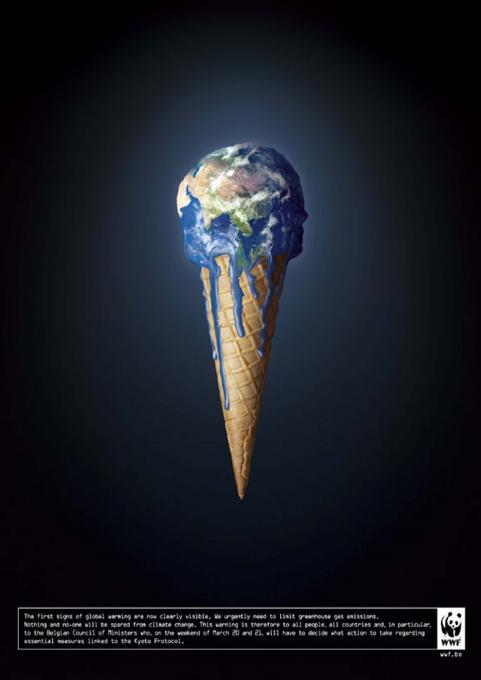 The first signs of global warming are now clearly visible. We urgently need to limit greenhouse gas emissions.
Nothing and no-one will be spared from climate change. This warning is therefore to all people, all countries and, in particular,
to the Belgian Council of Ministers who, on the weekend of March 20 and 21, will have to decide what action to take regarding
essential measures linked to the Kyoto Protocol.
WWF
wwf.be